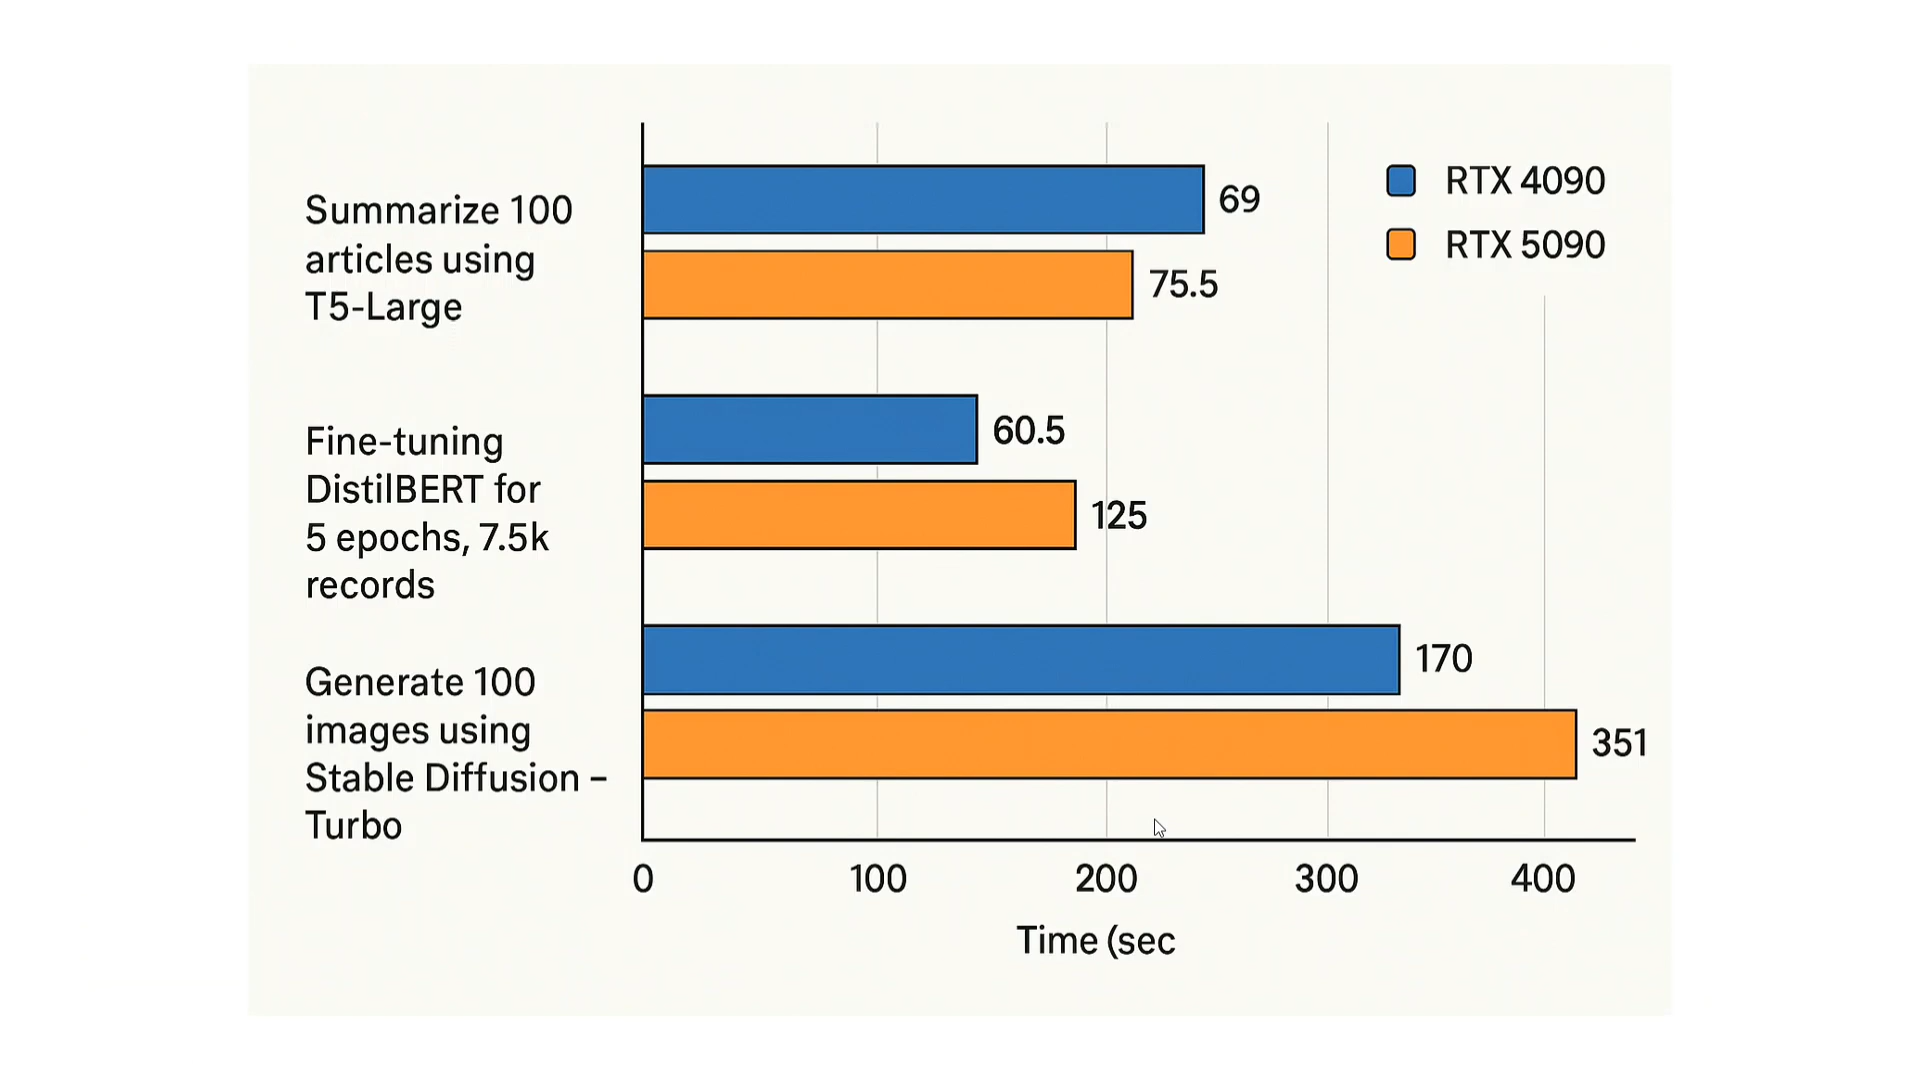 Summarize 100
articles using
T5-Large
69
75.5
RTX 4090
RTX 5090
Fine-tuning
DistilBERT for
5 epochs, 7.5k
records
60.5
125
Generate 100
images using
Stable Diffusion –
Turbo
170
351
0 100 200 300 400
Time (sec